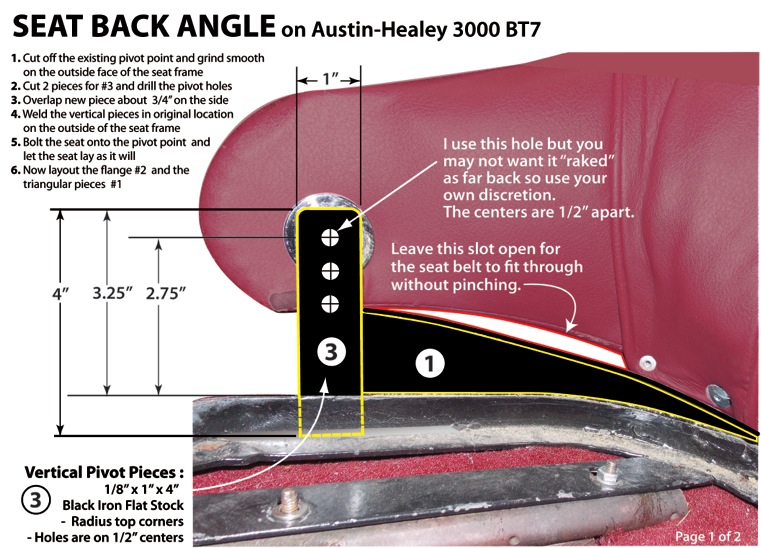 SEAT BACK ANGLE on Austin-Healey 3000 BT7
1. Cut off the existing pivot point and grind smooth
on the outside face of the seat frame
2. Cut 2 pieces for #3 and drill the pivot holes
3. Overlap new piece about 3/4" on the side
4. Weld the vertical pieces in original location
on the outside of the seat frame
5. Bolt the seat onto the pivot point and
let the seat lay as it will
6. Now layout the flange #2 and the
triangular pieces #1
1"
I use this hole but you
may not want it "raked"
as far back so use your
own discretion.
The centers are 1/2" apart.
Leave this slot open for
the seat belt to fit through
without pinching.
4"
3.25"
2.75"
3
1
Vertical Pivot Pieces :
3
1/8" x 1" x 4"
Black Iron Flat Stock
- Radius top corners
- Holes are on 1/2" centers
Page 1 of 2